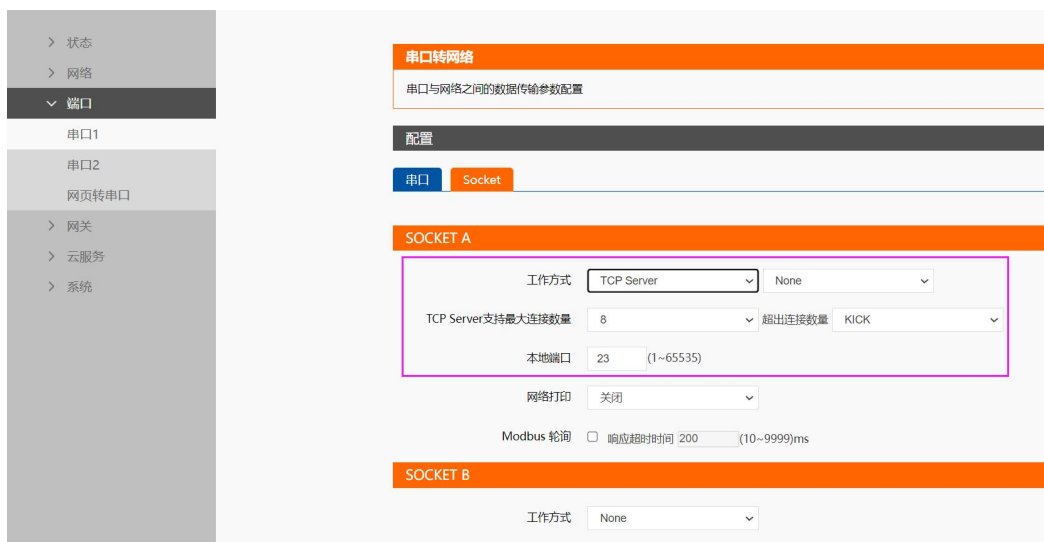 状态
网络
端口
串口1
串口2
网页转串口
网关
云服务
系统
串口转网络
串口与网络之间的数据传输参数配置
配置
串口 Socket
SOCKET A
工作方式 TCP Server None
TCP Server支持最大连接数量 8 超出连接数量 KICK
本地端口 23 (1~65535)
网络打印 关闭
Modbus 轮询 响应超时时间 200 (10~9999)ms
SOCKET B
工作方式 None